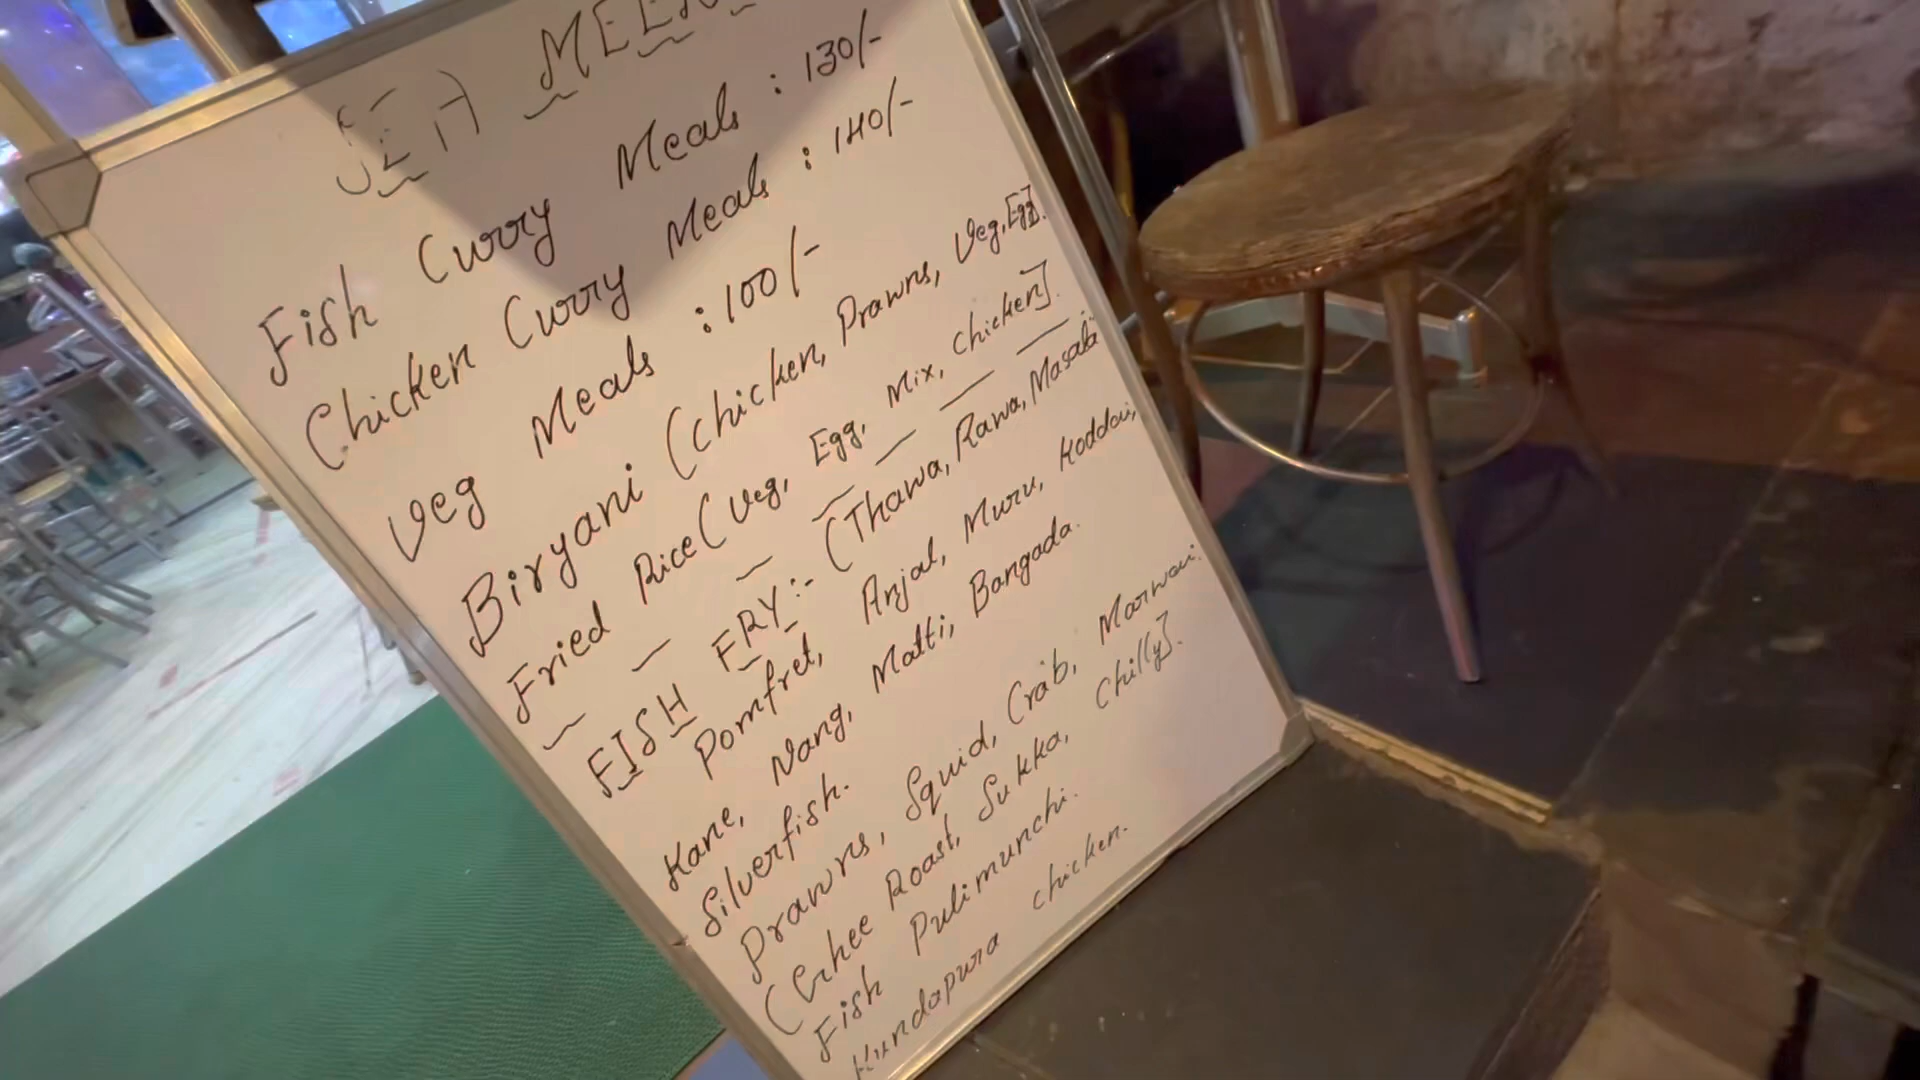 Fish Curry Meals : 130/-
Chicken Curry Meals : 140/-
Veg Meals : 100/-
Biryani (chicken, Prawns, Veg, Egg].
Fried Rice (veg, Egg, Mix, chicken].
FISH FRY:- (Thawa, Rawa, Masala
Pomfret, Anjal, Muru, Koddai,
Kane, Nang, Matti, Bangada.
Silverfish.
Prawns, Squid, Crab, Marwai.
(Ghee Roast, Sukka, Chilly].
Fish Pulimunchi.
Kundapura chicken.